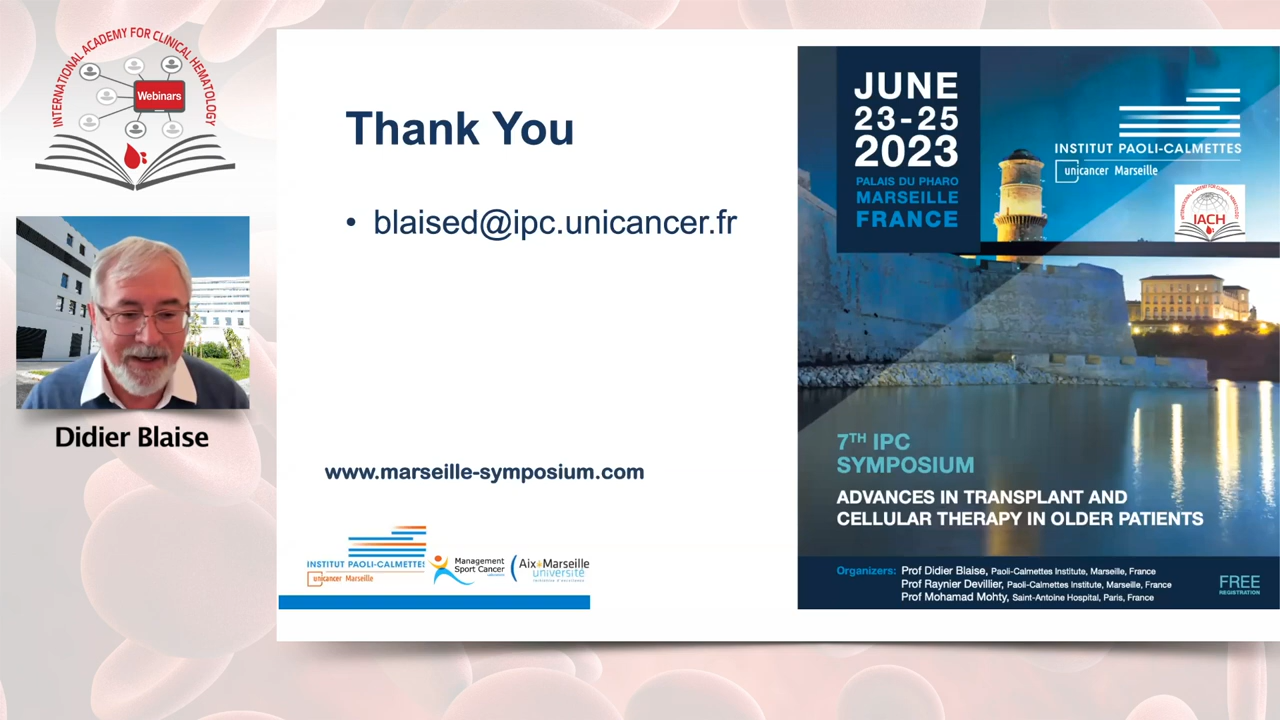 INTERNATIONAL ACADEMY FOR CLINICAL HEMATOLOGY
Webinars
Didier Blaise
Thank You
• blaised@ipc.unicancer.fr
www.marseille-symposium.com
INSTITUT PAOLI-CALMETTES
unicancer Marseille
Management
Sport Cancer
Aix+Marseille
université
JUNE
23-25
2023
PALAIS DU PHARO
MARSEILLE
FRANCE
INSTITUT PAOLI-CALMETTES
unicancer Marseille
IACH
7TH IPC
SYMPOSIUM
ADVANCES IN TRANSPLANT AND
CELLULAR THERAPY IN OLDER PATIENTS
Organizers: Prof Didier Blaise, Paoli-Calmettes Institute, Marseille, France
Prof Raynier Devillier, Paoli-Calmettes Institute, Marseille, France
Prof Mohamad Mohty, Saint-Antoine Hospital, Paris, France
FREE
REGISTRATION